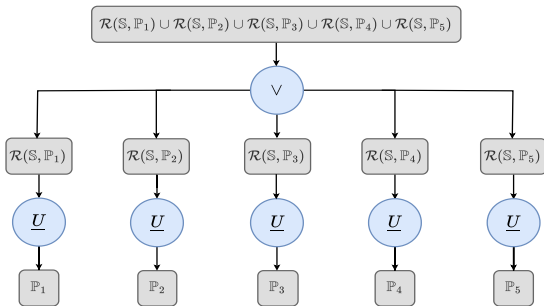 ℛ(𝕊, ℙ₁) ∪ ℛ(𝕊, ℙ₂) ∪ ℛ(𝕊, ℙ₃) ∪ ℛ(𝕊, ℙ₄) ∪ ℛ(𝕊, ℙ₅)
∨
ℛ(𝕊, ℙ₁) ℛ(𝕊, ℙ₂) ℛ(𝕊, ℙ₃) ℛ(𝕊, ℙ₄) ℛ(𝕊, ℙ₅)
U̲ U̲ U̲ U̲ U̲
ℙ₁ ℙ₂ ℙ₃ ℙ₄ ℙ₅